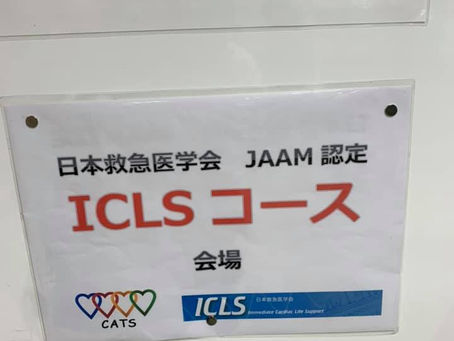 日本救急医学会 JAAM 認定
ICLS コース
会場
CATS
ICLS 日本救急医学会
Immediate Cardiac Life Support